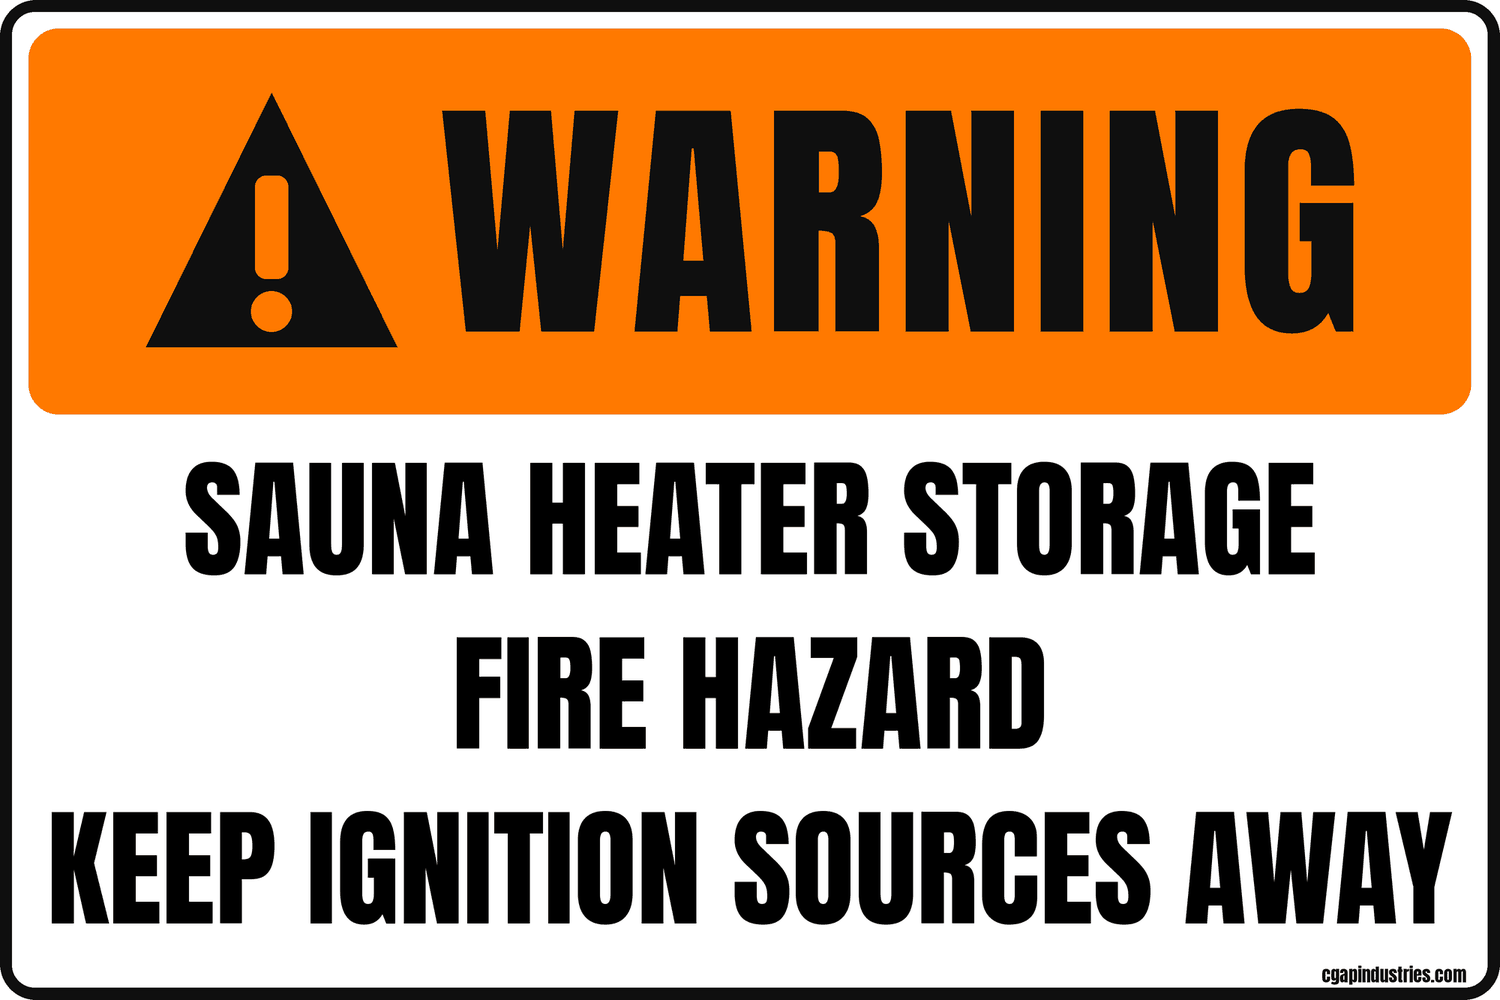 WARNING
SAUNA HEATER STORAGE
FIRE HAZARD
KEEP IGNITION SOURCES AWAY
cgapindustries.com